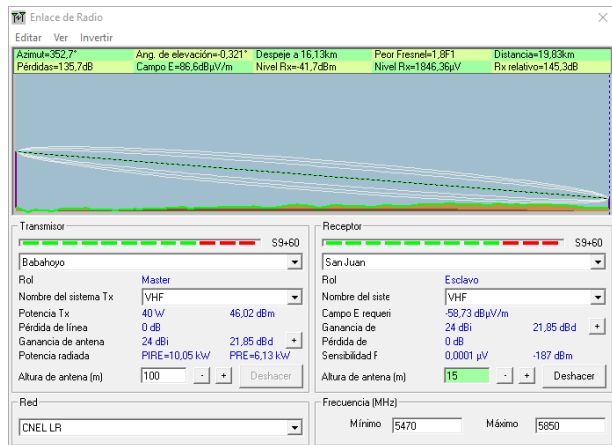 Enlace de Radio
Editar Ver Invertir
Azimut=352,7° Ang. de elevación=-0,321° Despeje a 16,13km Peor Fresnel=1,8F1 Distancia=19,83km
Pérdidas=135,7dB Campo E=86,6dBµV/m Nivel Rx=-41,7dBm Nivel Rx=1846,36µV Rx relativo=145,3dB
Transmisor
S9+60
Babahoyo
Rol Master
Nombre del sistema Tx VHF
Potencia Tx 40 W 46,02 dBm
Pérdida de línea 0 dB
Ganancia de antena 24 dBi 21,85 dBd +
Potencia radiada PIRE=10,05 kW PRE=6,13 kW
Altura de antena (m) 100 - + Deshacer
Receptor
S9+60
San Juan
Rol Esclavo
Nombre del siste VHF
Campo E requeri -58,73 dBµV/m
Ganancia de 24 dBi 21,85 dBd +
Pérdida de 0 dB
Sensibilidad F 0,0001 µV -187 dBm
Altura de antena (m) 15 - + Deshacer
Red
CNEL LR
Frecuencia (MHz)
Mínimo 5470 Máximo 5850